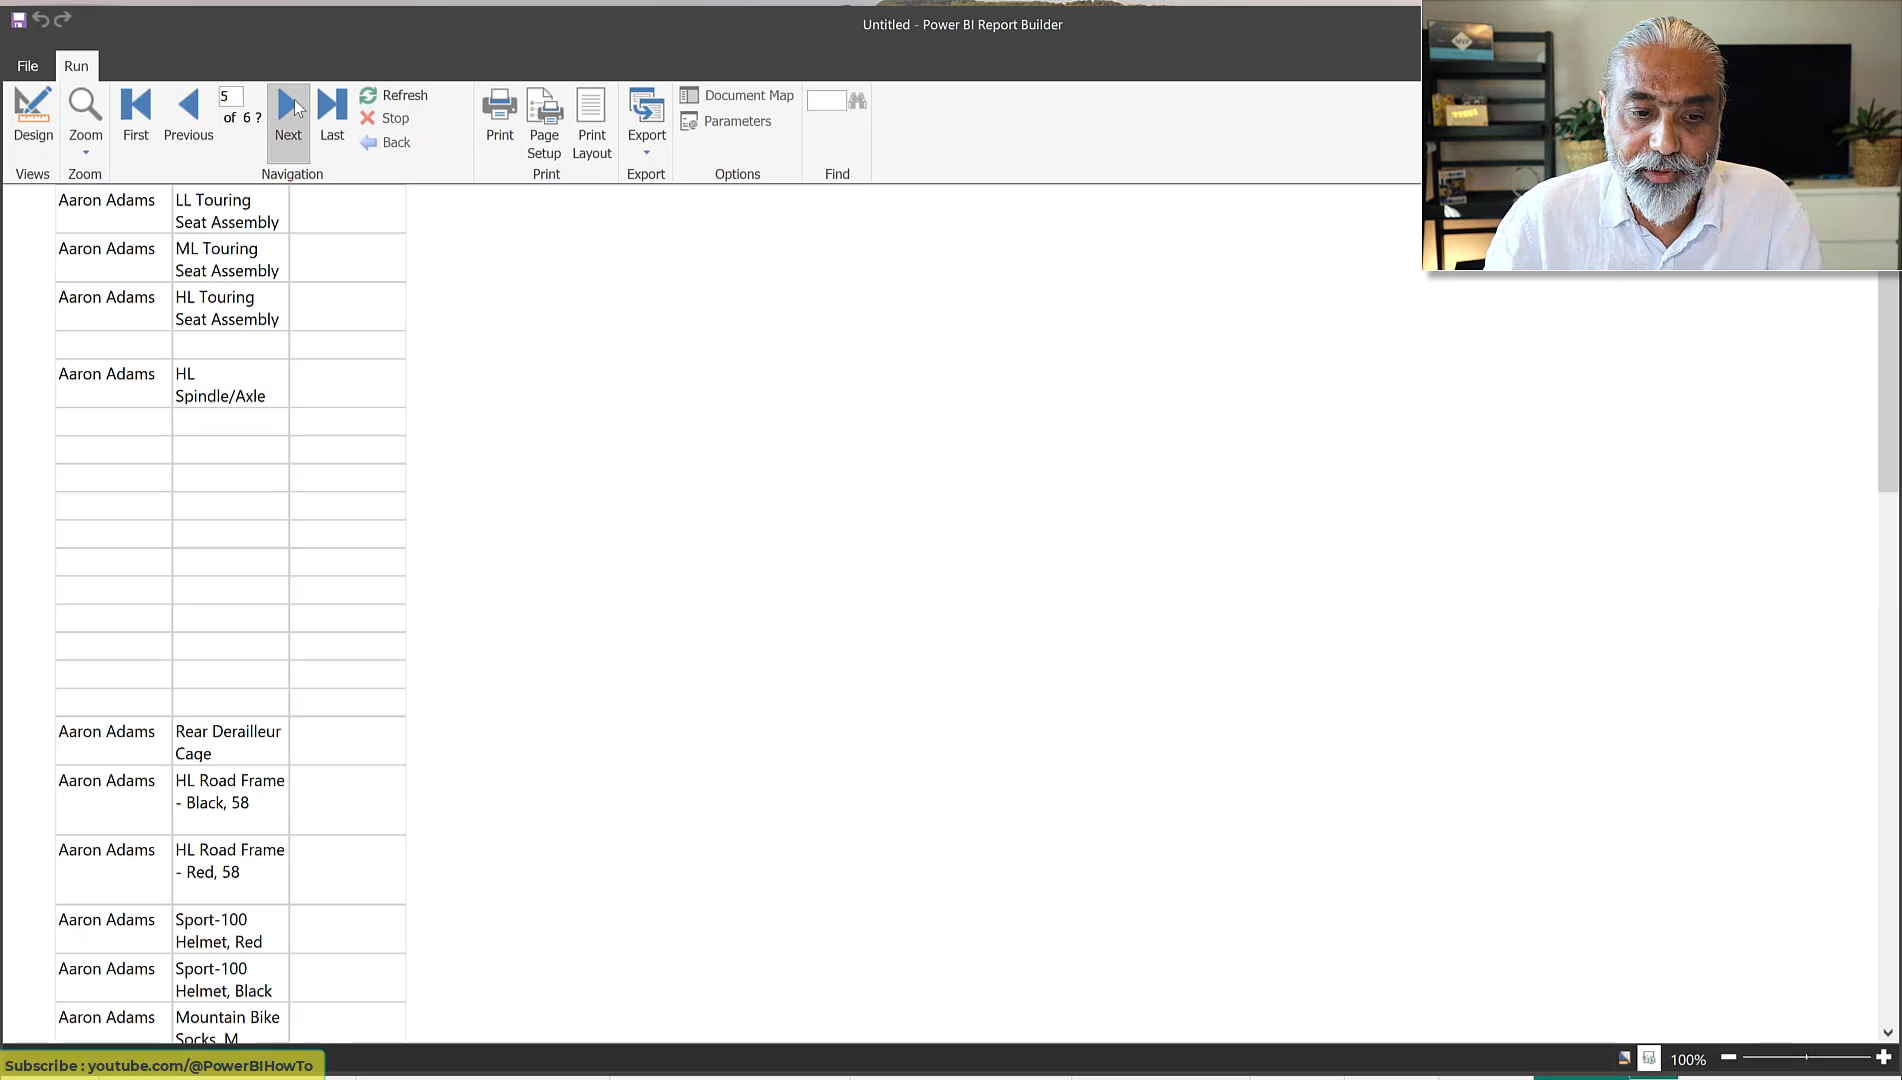 Untitled - Power BI Report Builder
File
Run
Design
Zoom
First
Previous
5
of 6 ?
Next
Last
Refresh
Stop
Back
Print
Page
Setup
Print
Layout
Export
Document Map
Parameters
Views
Zoom
Navigation
Print
Export
Options
Find
Aaron Adams
LL Touring
Seat Assembly
Aaron Adams
ML Touring
Seat Assembly
Aaron Adams
HL Touring
Seat Assembly
Aaron Adams
HL
Spindle/Axle
Aaron Adams
Rear Derailleur
Cage
Aaron Adams
HL Road Frame
- Black, 58
Aaron Adams
HL Road Frame
- Red, 58
Aaron Adams
Sport-100
Helmet, Red
Aaron Adams
Sport-100
Helmet, Black
Aaron Adams
Mountain Bike
Socks, M
Subscribe : youtube.com/@PowerBIHowTo
100%